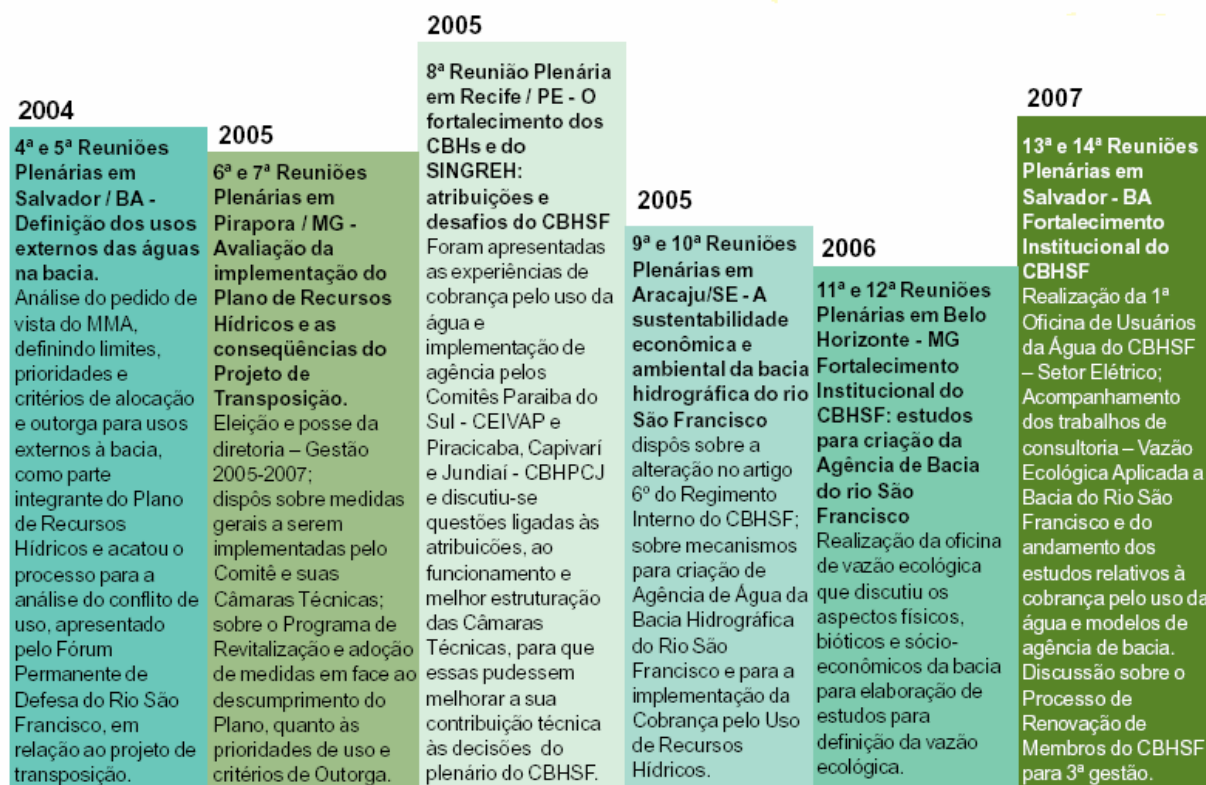 2004
4ª e 5ª Reuniões
Plenárias em
Salvador / BA -
Definição dos usos
externos das águas
na bacia.
Análise do pedido de
vista do MMA,
definindo limites,
prioridades e
critérios de alocação
e outorga para usos
externos à bacia,
como parte
integrante do Plano
de Recursos
Hídricos e acatou o
processo para a
análise do conflito de
uso, apresentado
pelo Fórum
Permanente de
Defesa do Rio São
Francisco, em
relação ao projeto de
transposição.
2005
6ª e 7ª Reuniões
Plenárias em
Pirapora / MG -
Avaliação da
implementação do
Plano de Recursos
Hídricos e as
conseqüências do
Projeto de
Transposição.
Eleição e posse da
diretoria – Gestão
2005-2007;
dispôs sobre medidas
gerais a serem
implementadas pelo
Comitê e suas
Câmaras Técnicas;
sobre o Programa de
Revitalização e adoção
de medidas em face ao
descumprimento do
Plano, quanto às
prioridades de uso e
critérios de Outorga.
2005
8ª Reunião Plenária
em Recife / PE - O
fortalecimento dos
CBHs e do
SINGREH:
atribuições e
desafios do CBHSF
Foram apresentadas
as experiências de
cobrança pelo uso da
água e
implementação de
agência pelos
Comitês Paraiba do
Sul - CEIVAP e
Piracicaba, Capivarí
e Jundiaí - CBHPCJ
e discutiu-se
questões ligadas às
atribuicões, ao
funcionamento e
melhor estruturação
das Câmaras
Técnicas, para que
essas pudessem
melhorar a sua
contribuição técnica
às decisões do
plenário do CBHSF.
2005
9ª e 10ª Reuniões
Plenárias em
Aracaju/SE - A
sustentabilidade
econômica e
ambiental da bacia
hidrográfica do rio
São Francisco
dispôs sobre a
alteração no artigo
6º do Regimento
Interno do CBHSF;
sobre mecanismos
para criação de
Agência de Água da
Bacia Hidrográfica
do Rio São
Francisco e para a
implementação da
Cobrança pelo Uso
de Recursos
Hídricos.
2006
11ª e 12ª Reuniões
Plenárias em Belo
Horizonte - MG
Fortalecimento
Institucional do
CBHSF: estudos
para criação da
Agência de Bacia
do rio São
Francisco
Realização da oficina
de vazão ecológica
que discutiu os
aspectos físicos,
bióticos e sócio-
econômicos da bacia
para elaboração de
estudos para
definição da vazão
ecológica.
2007
13ª e 14ª Reuniões
Plenárias em
Salvador - BA
Fortalecimento
Institucional do
CBHSF
Realização da 1ª
Oficina de Usuários
da Água do CBHSF
– Setor Elétrico;
Acompanhamento
dos trabalhos de
consultoria – Vazão
Ecológica Aplicada a
Bacia do Rio São
Francisco e do
andamento dos
estudos relativos à
cobrança pelo uso da
água e modelos de
agência de bacia.
Discussão sobre o
Processo de
Renovação de
Membros do CBHSF
para 3ª gestão.